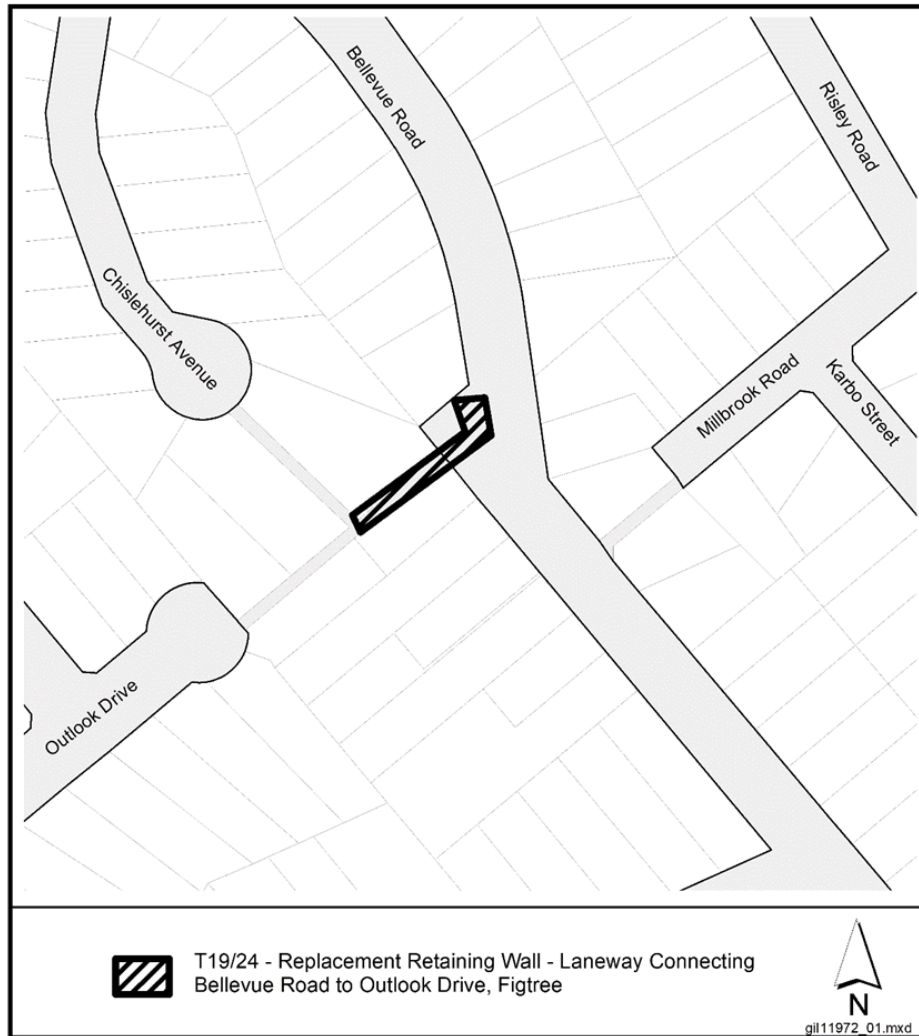 Bellevue Road
Risley Road
Chislehurst Avenue
Millbrook Road
Karbo Street
Outlook Drive
T19/24 - Replacement Retaining Wall - Laneway Connecting
Bellevue Road to Outlook Drive, Figtree
N
gil11972_01.mxd